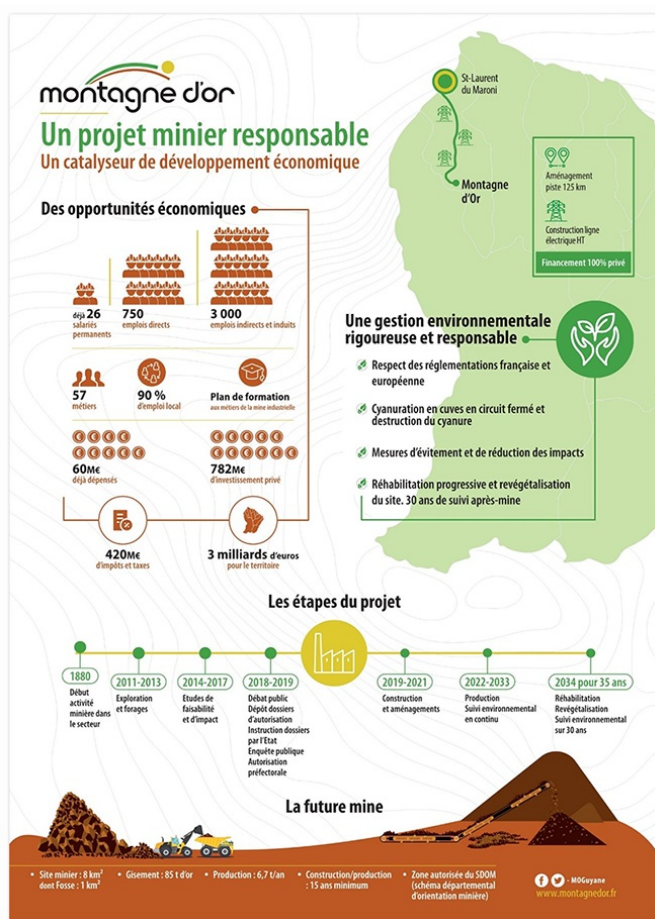 montagne d'or
Un projet minier responsable
Un catalyseur de développement économique
St-Laurent
du Maroni
Montagne
d'Or
Aménagement
piste 125 km
Construction ligne
électrique HT
Financement 100% privé
Des opportunités économiques
déjà 26
salariés
permanents
750
emplois directs
3 000
emplois indirects et induits
57
métiers
90 %
d'emploi local
Plan de formation
aux métiers de la mine industrielle
60M€
déjà dépensés
782M€
d'investissement privé
420M€
d'impôts et taxes
3 milliards d'euros
pour le territoire
Une gestion environnementale
rigoureuse et responsable
Respect des réglementations française et
européenne
Cyanuration en cuves en circuit fermé et
destruction du cyanure
Mesures d'évitement et de réduction des impacts
Réhabilitation progressive et revégétalisation
du site. 30 ans de suivi après-mine
Les étapes du projet
1880
Début
activité
minière dans
le secteur
2011-2013
Exploration
et forages
2014-2017
Etudes de
faisabilité
et d'impact
2018-2019
Débat public
Dépôt dossiers
d'autorisation
Instruction dossiers
par l'Etat
Enquête publique
Autorisation
préfectorale
2019-2021
Construction
et aménagements
2022-2033
Production
Suivi environnemental
en continu
2034 pour 35 ans
Réhabilitation
Revégétalisation
Suivi environnemental
sur 30 ans
La future mine
• Site minier : 8 km²
dont Fosse : 1 km²
• Gisement : 85 t d'or
• Production : 6,7 t/an
• Construction/production
: 15 ans minimum
• Zone autorisée du SDOM
(schéma départemental
d'orientation minière)
- MOGuyane
www.montagnedor.fr